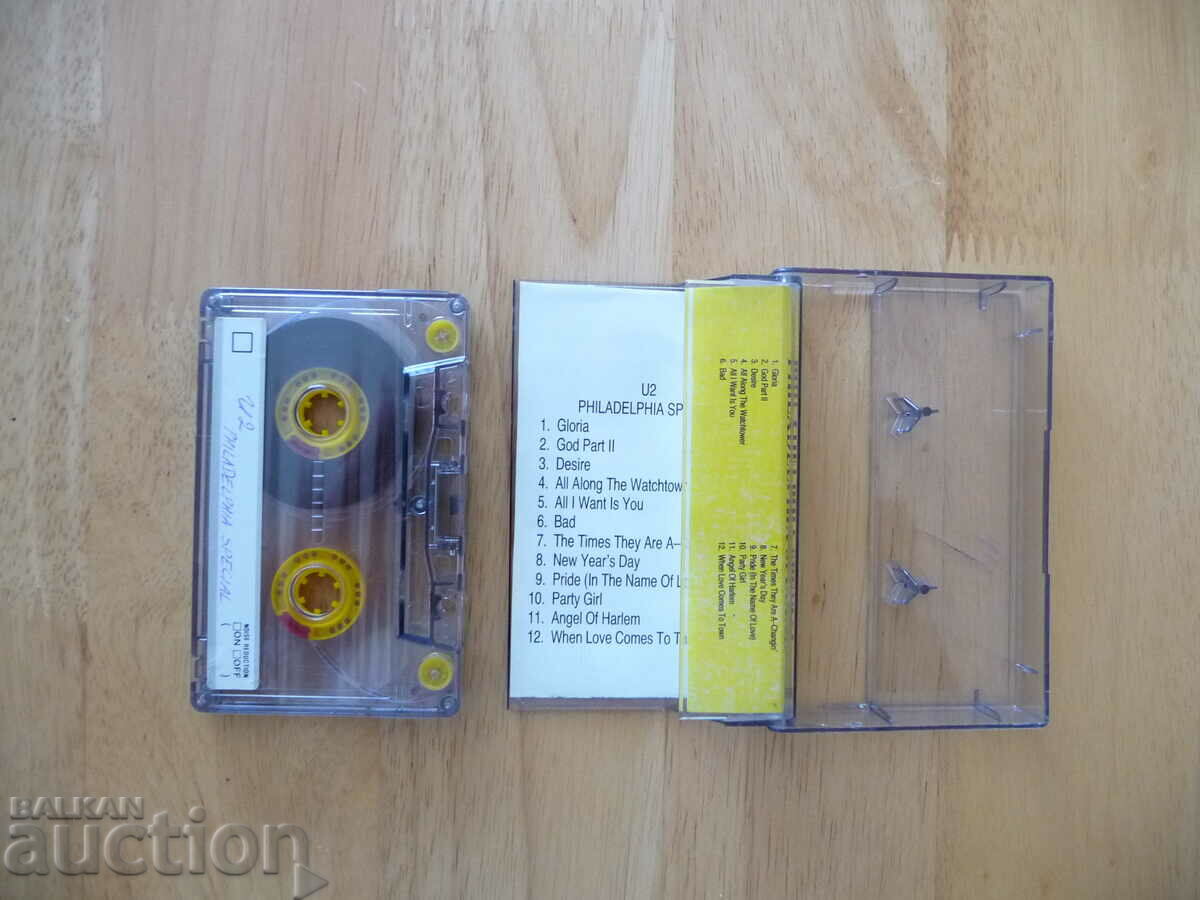 U2 PHILADELPHIA SPECIAL
NOISE REDUCTION
ON OFF
( )
U2
PHILADELPHIA SP
1. Gloria
2. God Part II
3. Desire
4. All Along The Watchtow
5. All I Want Is You
6. Bad
7. The Times They Are A–
8. New Year's Day
9. Pride (In The Name Of L
10. Party Girl
11. Angel Of Harlem
12. When Love Comes To T
1. Gloria
2. God Part II
3. Desire
4. All Along The Watchtower
5. All I Want Is You
6. Bad
7. The Times They Are A-Changin'
8. New Year's Day
9. Pride (In The Name Of Love)
10. Party Girl
11. Angel Of Harlem
12. When Love Comes To Town
BALKAN
auction